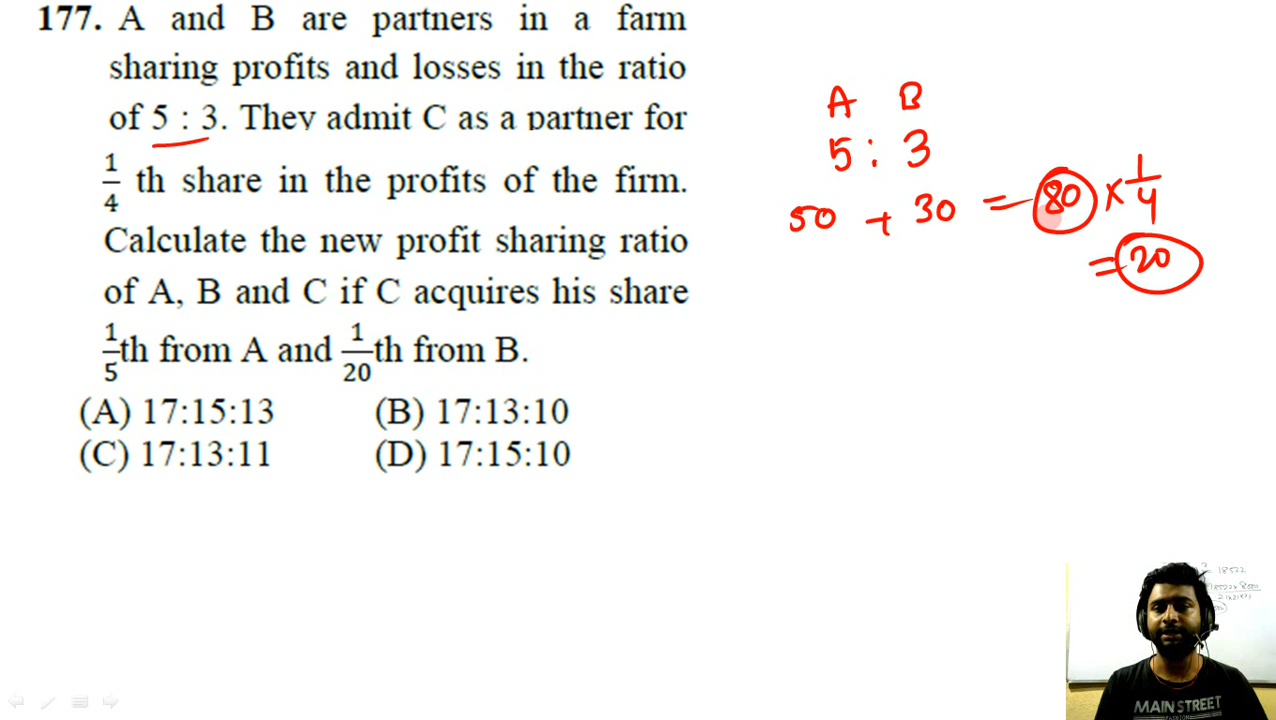 177. A and B are partners in a farm
sharing profits and losses in the ratio
of 5 : 3. They admit C as a partner for
1/4 th share in the profits of the firm.
Calculate the new profit sharing ratio
of A, B and C if C acquires his share
1/5th from A and 1/20th from B.
(A) 17:15:13 (B) 17:13:10
(C) 17:13:11 (D) 17:15:10
A B
5 : 3
50 + 30 = 80 × 1/4
= 20
18522
MAIN STREET
FASHION